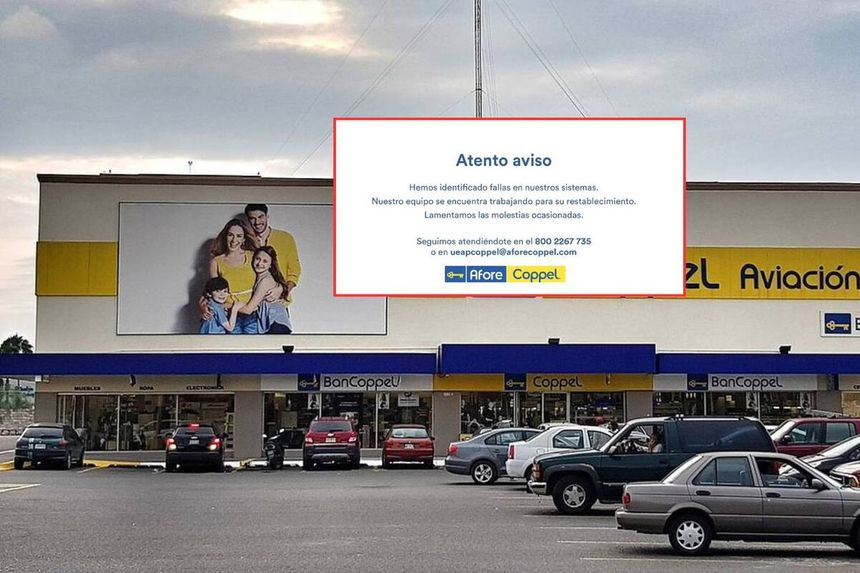 Atento aviso
Hemos identificado fallas en nuestros sistemas.
Nuestro equipo se encuentra trabajando para su restablecimiento.
Lamentamos las molestias ocasionadas.
Seguimos atendiéndote en el 800 2267 735
o en ueapcoppel@aforecoppel.com
Afore Coppel
Aviación
MUEBLES ROPA ELECTRONICA
BanCoppel
Coppel
BanCoppel